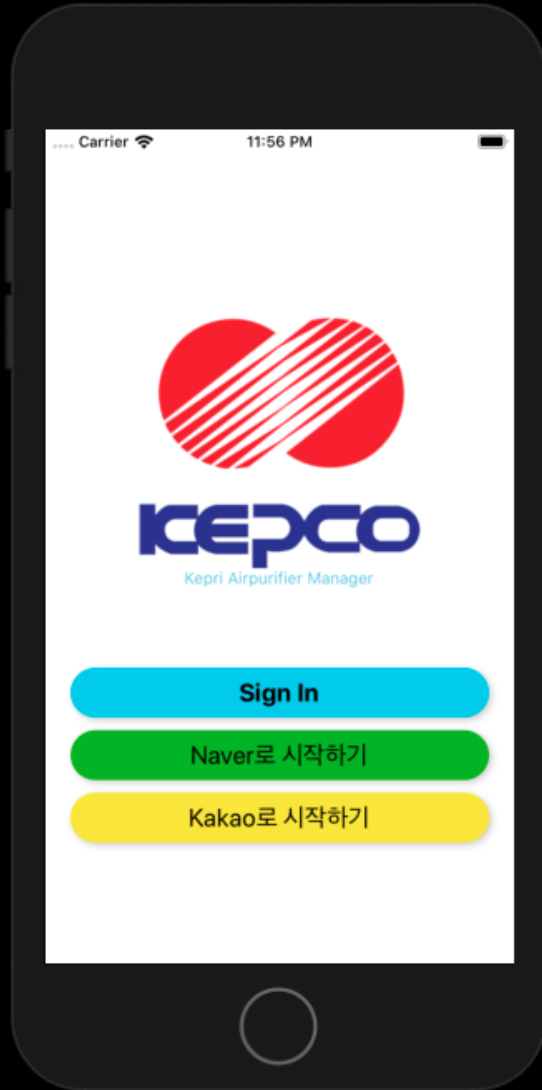 Carrier 11:56 PM
KEPCO
Kepri Airpurifier Manager
Sign In
Naver로 시작하기
Kakao로 시작하기